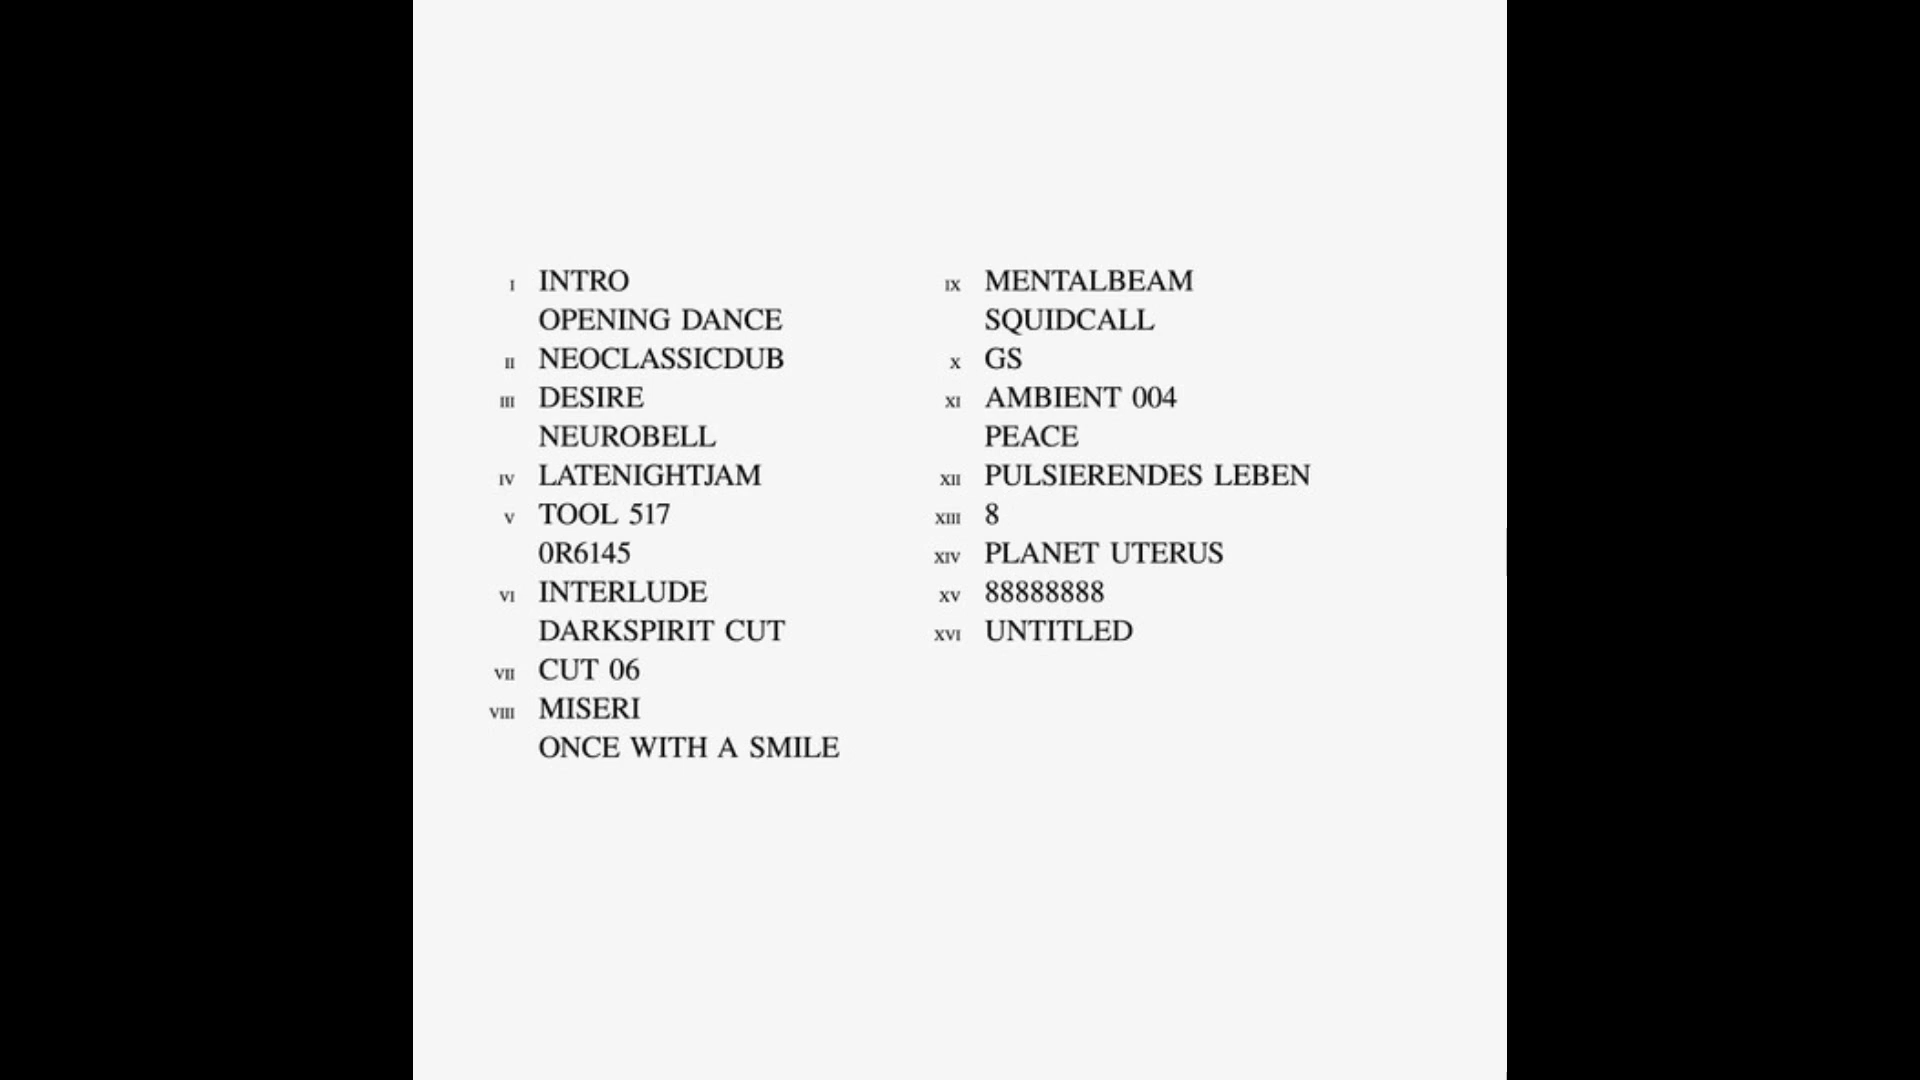 I INTRO
OPENING DANCE
II NEOCLASSICDUB
III DESIRE
NEUROBELL
IV LATENIGHTJAM
V TOOL 517
0R6145
VI INTERLUDE
DARKSPIRIT CUT
VII CUT 06
VIII MISERI
ONCE WITH A SMILE
IX MENTALBEAM
SQUIDCALL
X GS
XI AMBIENT 004
PEACE
XII PULSIERENDES LEBEN
XIII 8
XIV PLANET UTERUS
XV 88888888
XVI UNTITLED